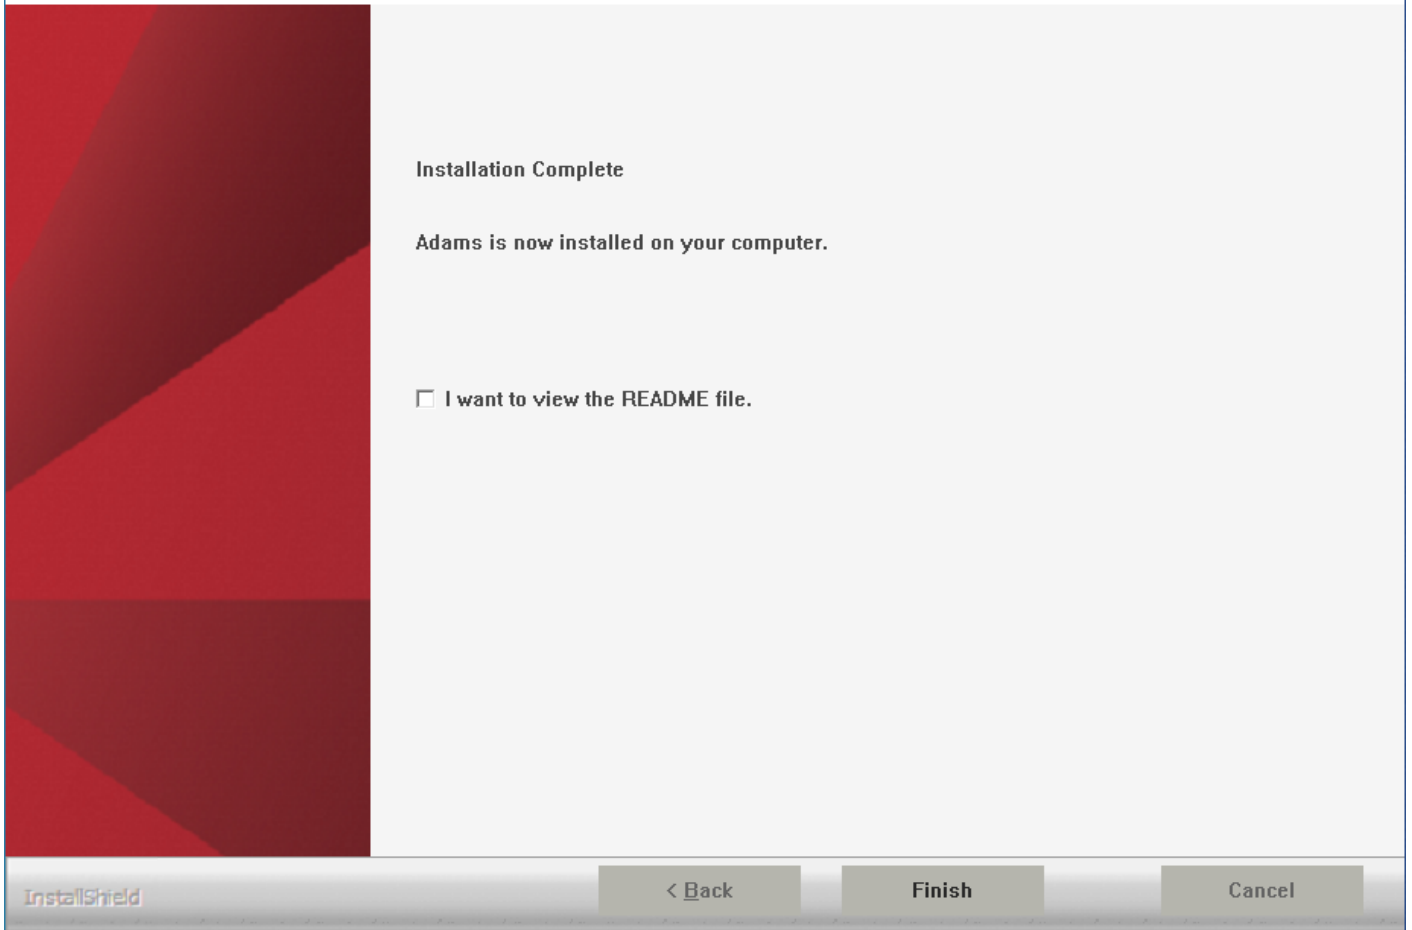 Installation Complete
Adams is now installed on your computer.
I want to view the README file.
InstallShield
< Back
Finish
Cancel